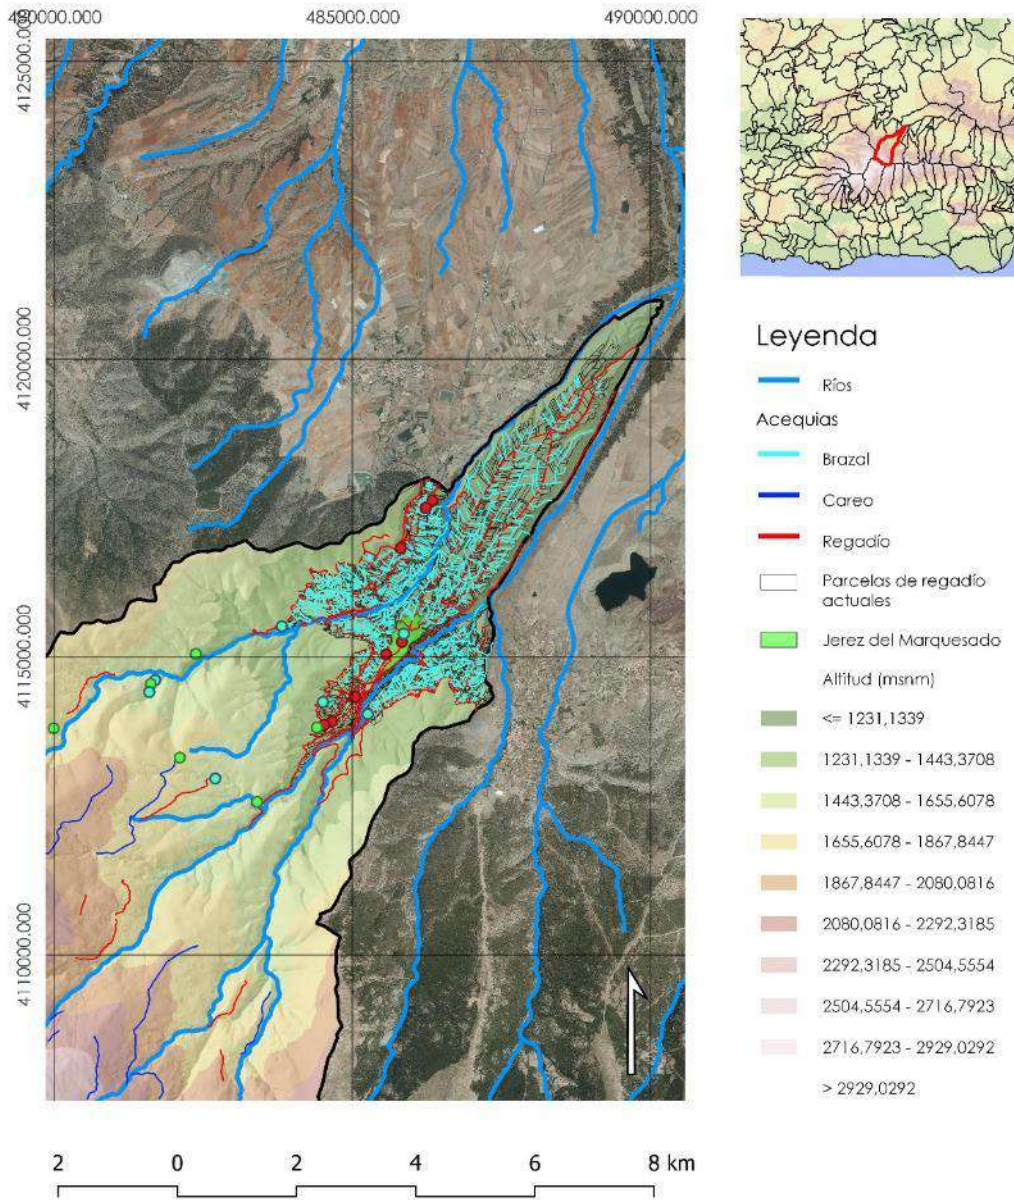 480000.000
485000.000
490000.000
4125000.000
4120000.000
4115000.000
4110000.000
Leyenda
Ríos
Acequias
Brazal
Careo
Regadío
Parcelas de regadío
actuales
Jerez del Marquesado
Altitud (msnm)
<= 1231,1339
1231,1339 - 1443,3708
1443,3708 - 1655,6078
1655,6078 - 1867,8447
1867,8447 - 2080,0816
2080,0816 - 2292,3185
2292,3185 - 2504,5554
2504,5554 - 2716,7923
2716,7923 - 2929,0292
> 2929,0292
2 0 2 4 6 8 km